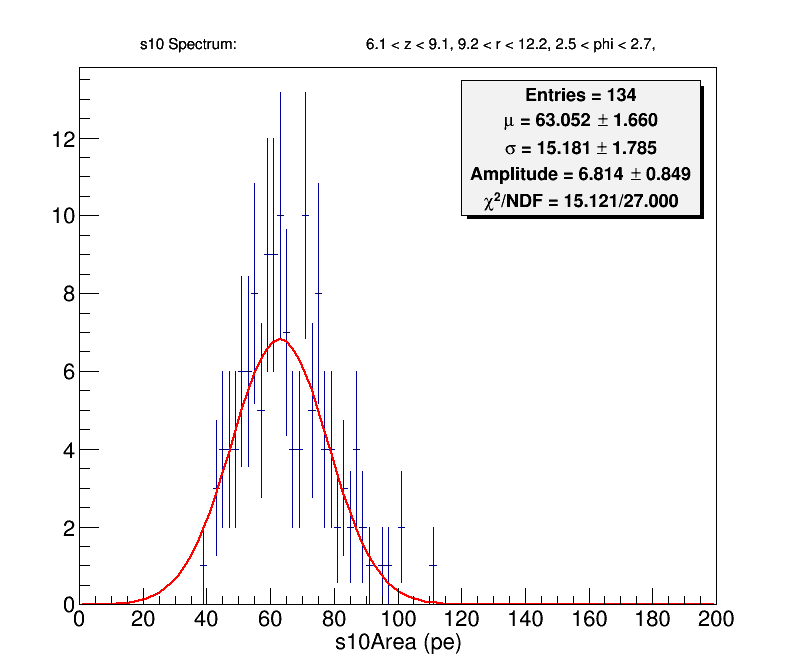 s10 Spectrum: 6.1 < z < 9.1, 9.2 < r < 12.2, 2.5 < phi < 2.7,
Entries = 134
μ = 63.052 ± 1.660
σ = 15.181 ± 1.785
Amplitude = 6.814 ± 0.849
χ²/NDF = 15.121/27.000
12
10
8
6
4
2
0
0 20 40 60 80 100 120 140 160 180 200
s10Area (pe)